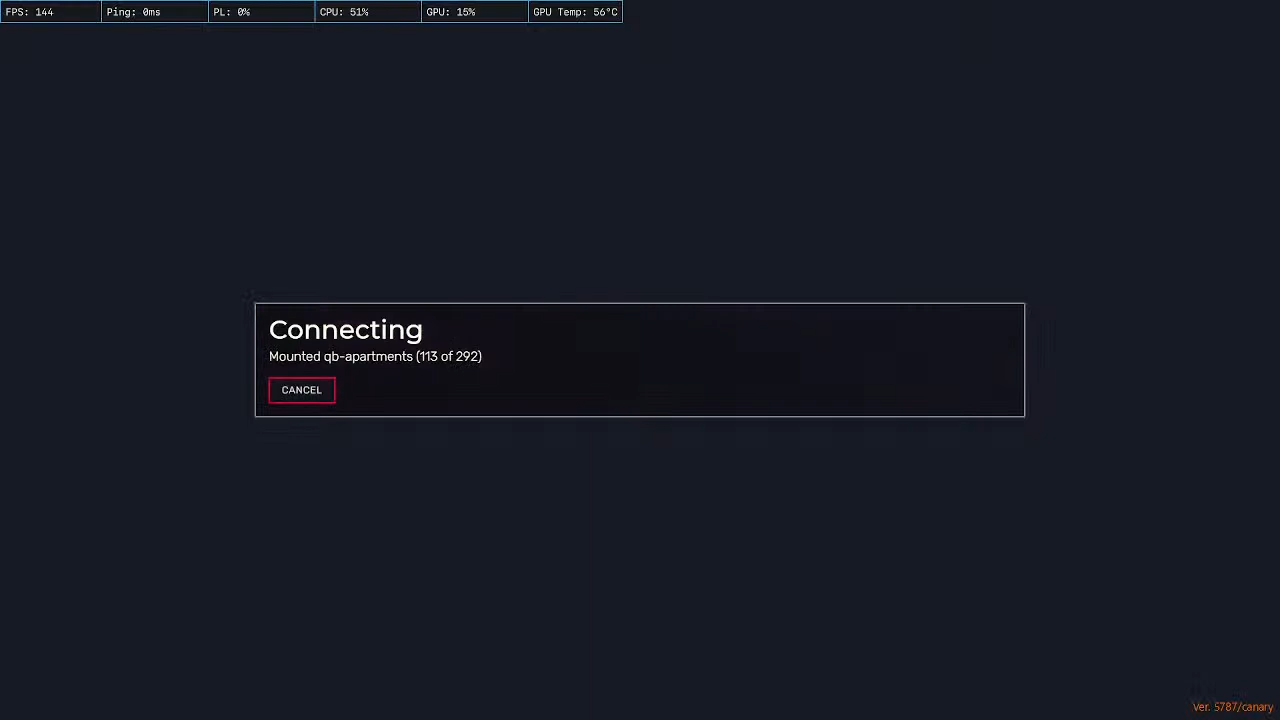 FPS: 144 Ping: 0ms PL: 0% CPU: 51% GPU: 15% GPU Temp: 56°C
Connecting
Mounted qb-apartments (113 of 292)
CANCEL
Ver. 5787/canary